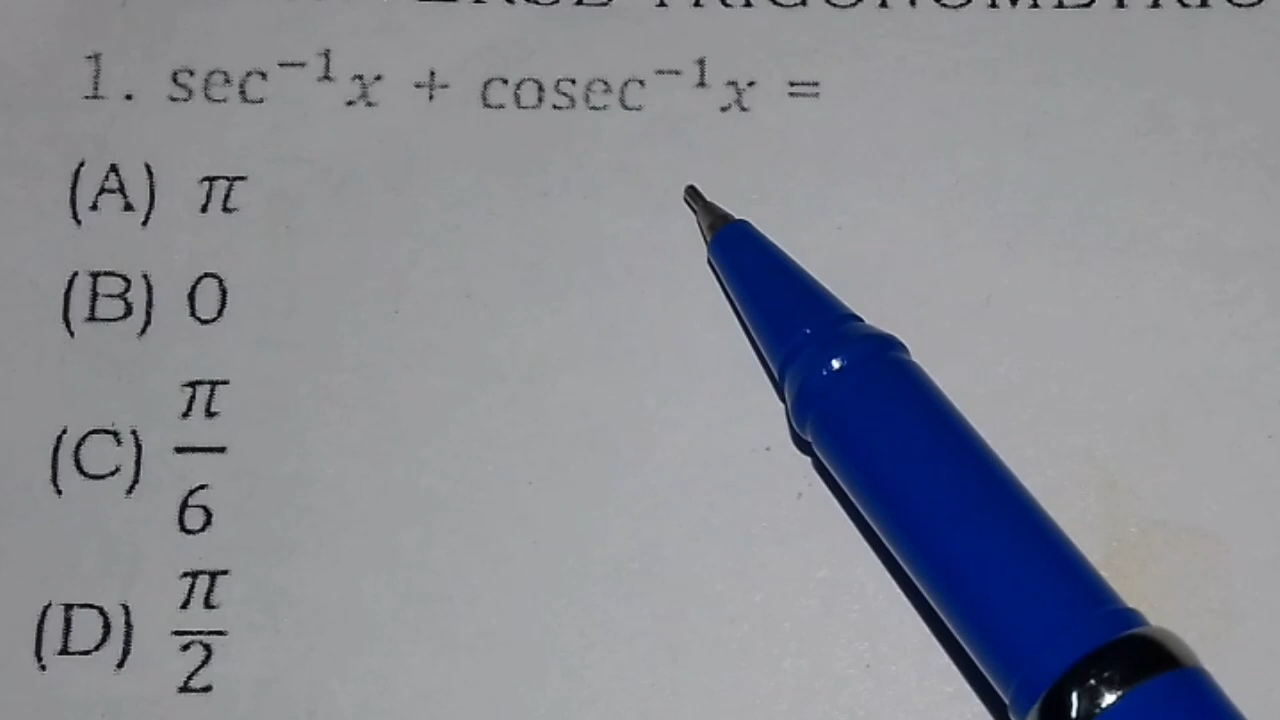 1. sec⁻¹x + cosec⁻¹x =
(A) π
(B) 0
(C) π/6
(D) π/2